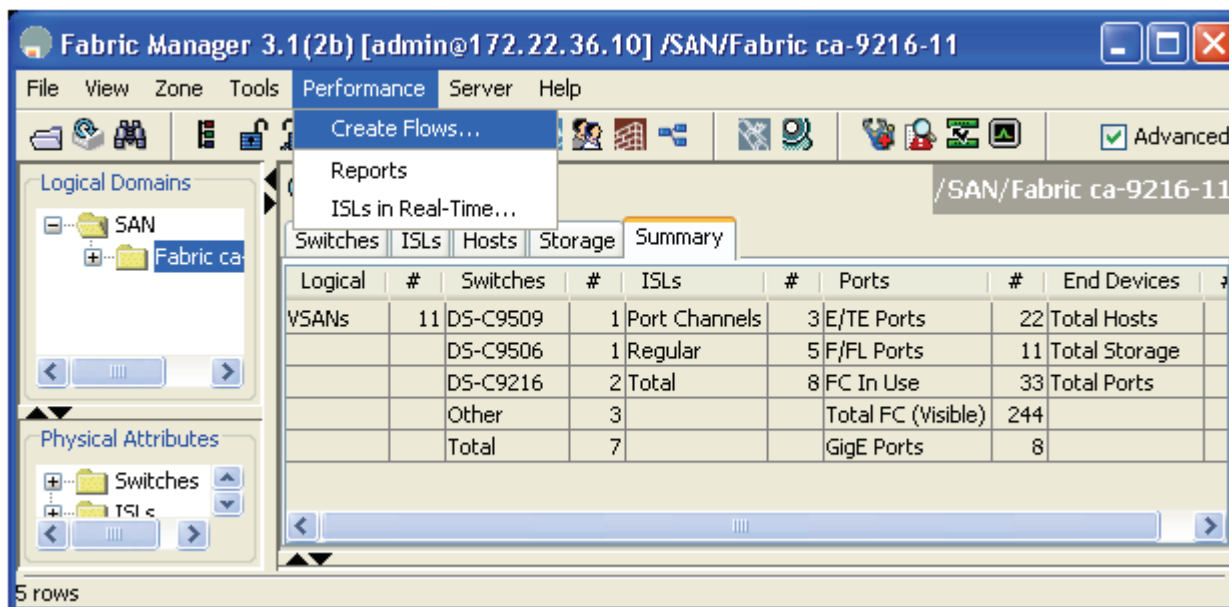 Fabric Manager 3.1(2b) [admin@172.22.36.10] /SAN/Fabric ca-9216-11
File View Zone Tools Performance Server Help
Create Flows...
Advanced
Reports
ISLs in Real-Time...
Logical Domains
/SAN/Fabric ca-9216-11
SAN
Fabric ca-
Switches ISLs Hosts Storage Summary
Logical # Switches # ISLs # Ports # End Devices
VSANs 11 DS-C9509 1 Port Channels 3 E/TE Ports 22 Total Hosts
DS-C9506 1 Regular 5 F/FL Ports 11 Total Storage
DS-C9216 2 Total 8 FC In Use 33 Total Ports
Other 3 Total FC (Visible) 244
Total 7 GigE Ports 8
Physical Attributes
Switches
ISLs
5 rows